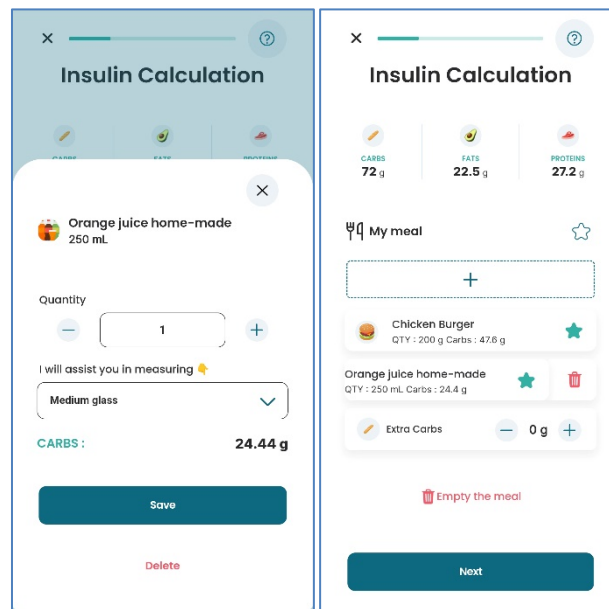 Insulin Calculation
CARBS FATS PROTEINS
Orange juice home-made
250 mL
Quantity
1
I will assist you in measuring 👇
Medium glass
CARBS : 24.44 g
Save
Delete
Insulin Calculation
CARBS FATS PROTEINS
72 g 22.5 g 27.2 g
My meal
Chicken Burger
QTY : 200 g Carbs : 47.6 g
Orange juice home-made
QTY : 250 mL Carbs : 24.4 g
Extra Carbs 0 g
Empty the meal
Next